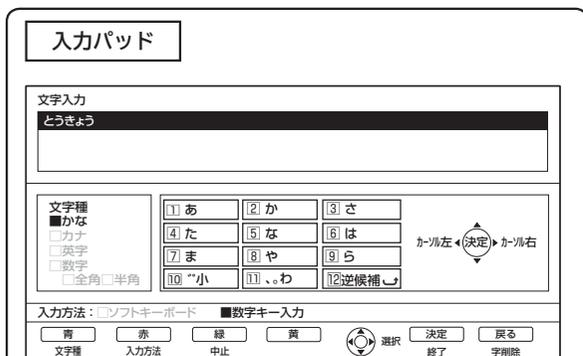 入力パッド
文字入力
とうきょう
文字種
■かな
□カナ
□英字
□数字
□全角□半角
1 あ 2 か 3 さ
4 た 5 な 6 は
7 ま 8 や 9 ら
10 ゛゜小 11 、。わ 12 逆候補
カーソル左 決定 カーソル右
入力方法：□ソフトキーボード ■数字キー入力
青 赤 緑 黄 選択 決定 戻る
文字種 入力方法 中止 終了 字削除